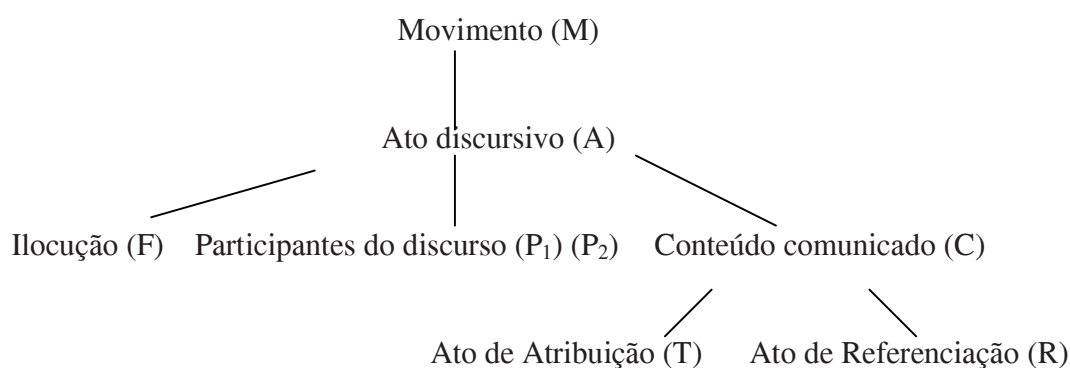 Movimento (M)
Ato discursivo (A)
Ilocução (F) Participantes do discurso (P₁) (P₂) Conteúdo comunicado (C)
Ato de Atribuição (T) Ato de Referenciação (R)